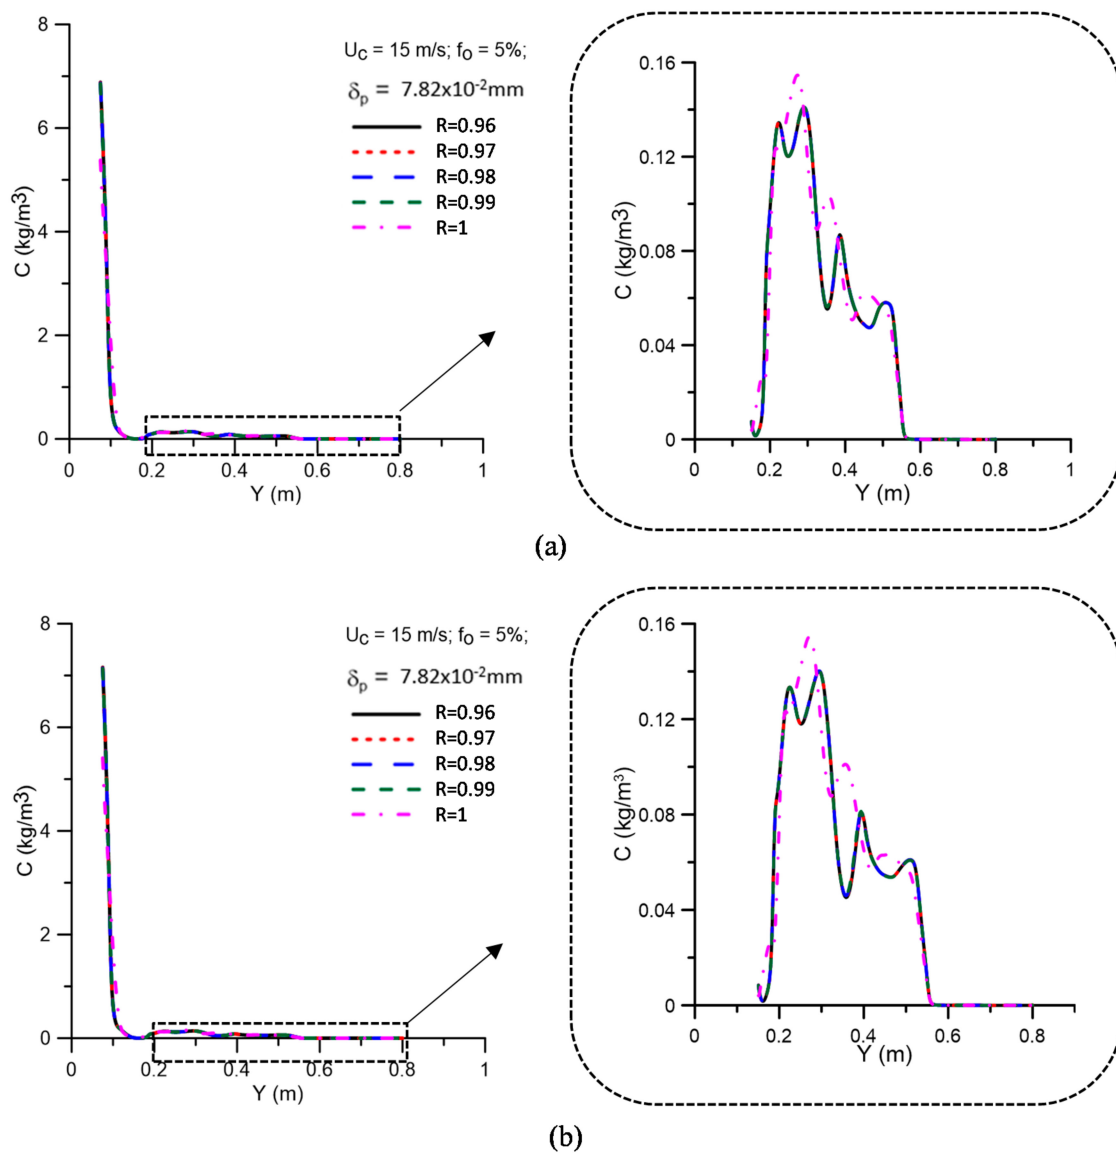 8
6
4
2
0
C (kg/m3)
U_C = 15 m/s; f_O = 5%;
δ_p = 7.82x10⁻²mm
R=0.96
R=0.97
R=0.98
R=0.99
R=1
0 0.2 0.4 0.6 0.8 1
Y (m)
0.16
0.12
0.08
0.04
0
C (kg/m3)
0 0.2 0.4 0.6 0.8 1
Y (m)
(a)
8
6
4
2
0
C (kg/m3)
U_C = 15 m/s; f_O = 5%;
δ_p = 7.82x10⁻²mm
R=0.96
R=0.97
R=0.98
R=0.99
R=1
0 0.2 0.4 0.6 0.8 1
Y (m)
0.16
0.12
0.08
0.04
0
C (kg/m³)
0 0.2 0.4 0.6 0.8
Y (m)
(b)